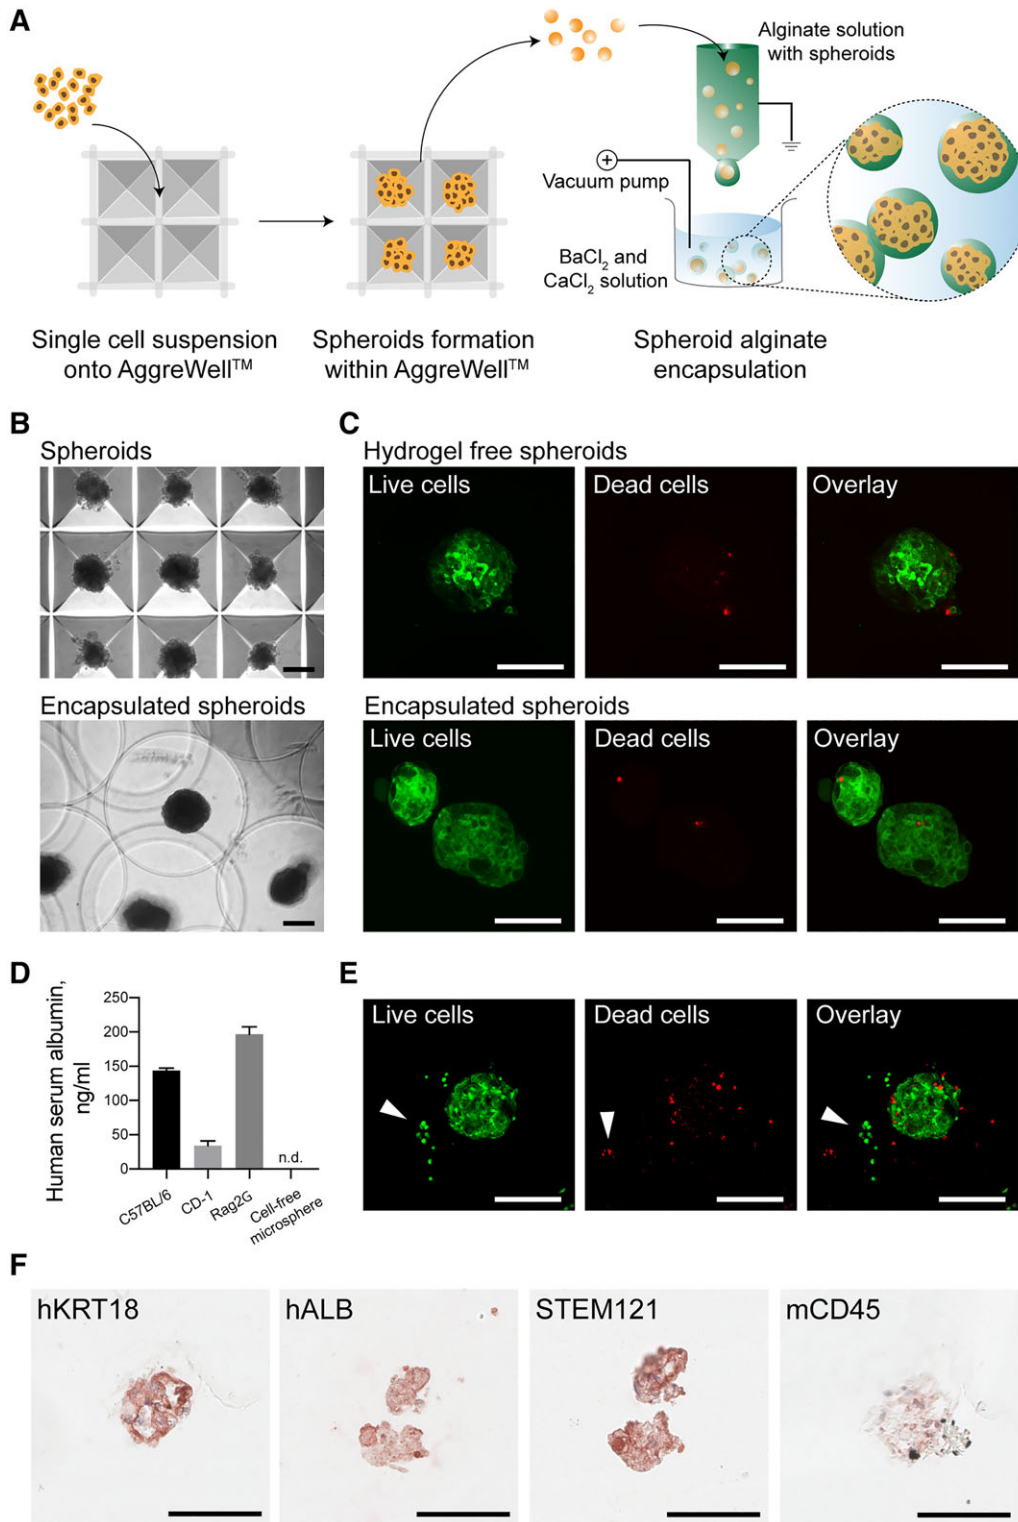 A
Alginate solution
with spheroids
+
Vacuum pump
BaCl2 and
CaCl2 solution
Single cell suspension
onto AggreWell™
Spheroids formation
within AggreWell™
Spheroid alginate
encapsulation
B
Spheroids
Encapsulated spheroids
C
Hydrogel free spheroids
Live cells
Dead cells
Overlay
Encapsulated spheroids
Live cells
Dead cells
Overlay
D
Human serum albumin,
ng/ml
250
200
150
100
50
0
n.d.
C57BL/6
CD-1
Rag2G
Cell-free
microsphere
E
Live cells
Dead cells
Overlay
F
hKRT18
hALB
STEM121
mCD45